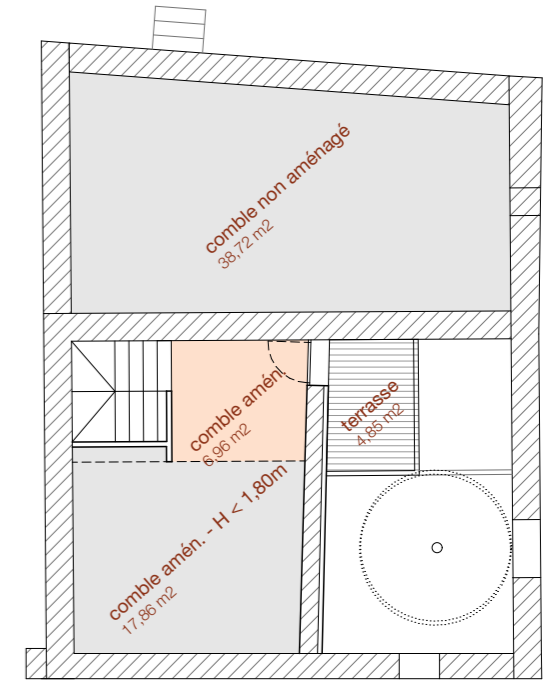 comble non aménagé
38,72 m2
comble amén.
6,96 m2
terrasse
4,85 m2
comble amén. - H < 1,80m
17,86 m2